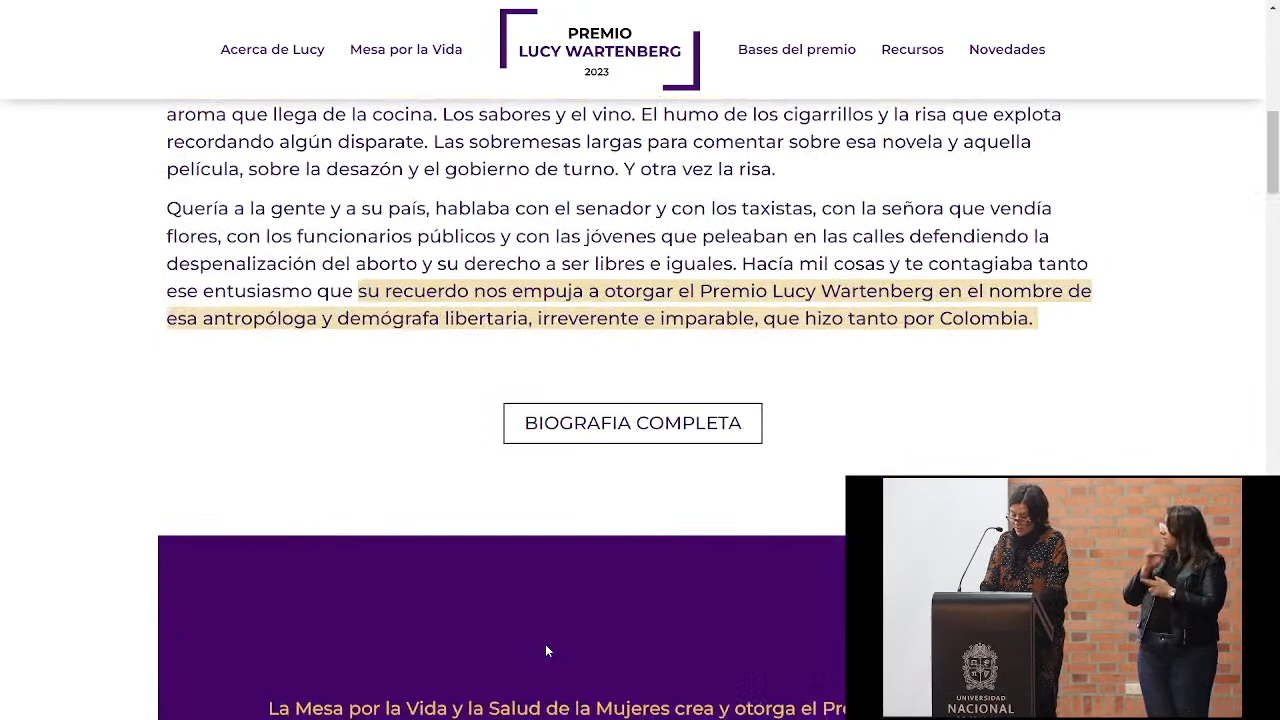 Acerca de Lucy
Mesa por la Vida
PREMIO
LUCY WARTENBERG
2023
Bases del premio
Recursos
Novedades
aroma que llega de la cocina. Los sabores y el vino. El humo de los cigarrillos y la risa que explota
recordando algún disparate. Las sobremesas largas para comentar sobre esa novela y aquella
película, sobre la desazón y el gobierno de turno. Y otra vez la risa.
Quería a la gente y a su país, hablaba con el senador y con los taxistas, con la señora que vendía
flores, con los funcionarios públicos y con las jóvenes que peleaban en las calles defendiendo la
despenalización del aborto y su derecho a ser libres e iguales. Hacía mil cosas y te contagiaba tanto
ese entusiasmo que su recuerdo nos empuja a otorgar el Premio Lucy Wartenberg en el nombre de
esa antropóloga y demógrafa libertaria, irreverente e imparable, que hizo tanto por Colombia.
BIOGRAFIA COMPLETA
La Mesa por la Vida y la Salud de la Mujeres crea y otorga el
UNIVERSIDAD
NACIONAL